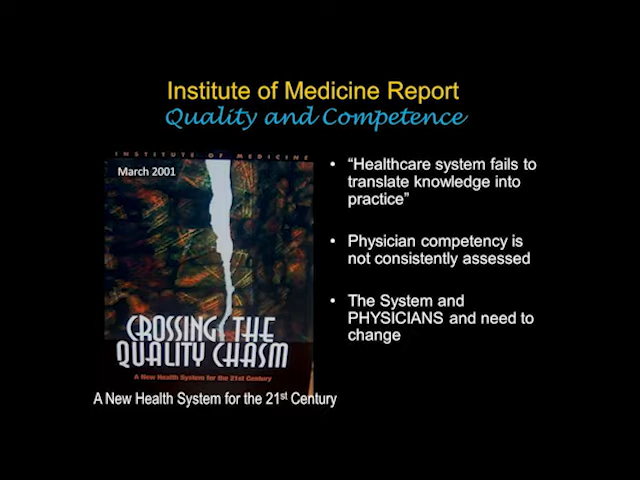 Institute of Medicine Report
Quality and Competence
INSTITUTE OF MEDICINE
March 2001
CROSSING THE
QUALITY CHASM
A New Health System for the 21st Century
A New Health System for the 21st Century
• “Healthcare system fails to
translate knowledge into
practice”
• Physician competency is
not consistently assessed
• The System and
PHYSICIANS and need to
change